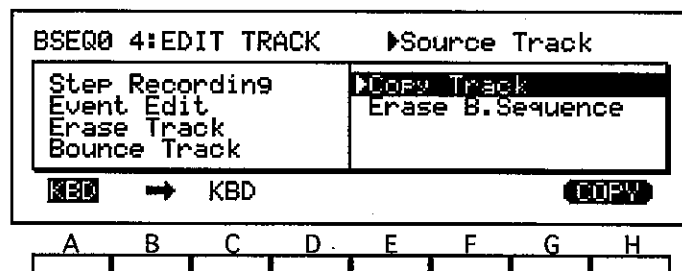 BSEQ0 4:EDIT TRACK ▶Source Track
Step Recording
Event Edit
Erase Track
Bounce Track
▶Copy Track
Erase B.Sequence
KBD ➡ KBD COPY
A B C D E F G H